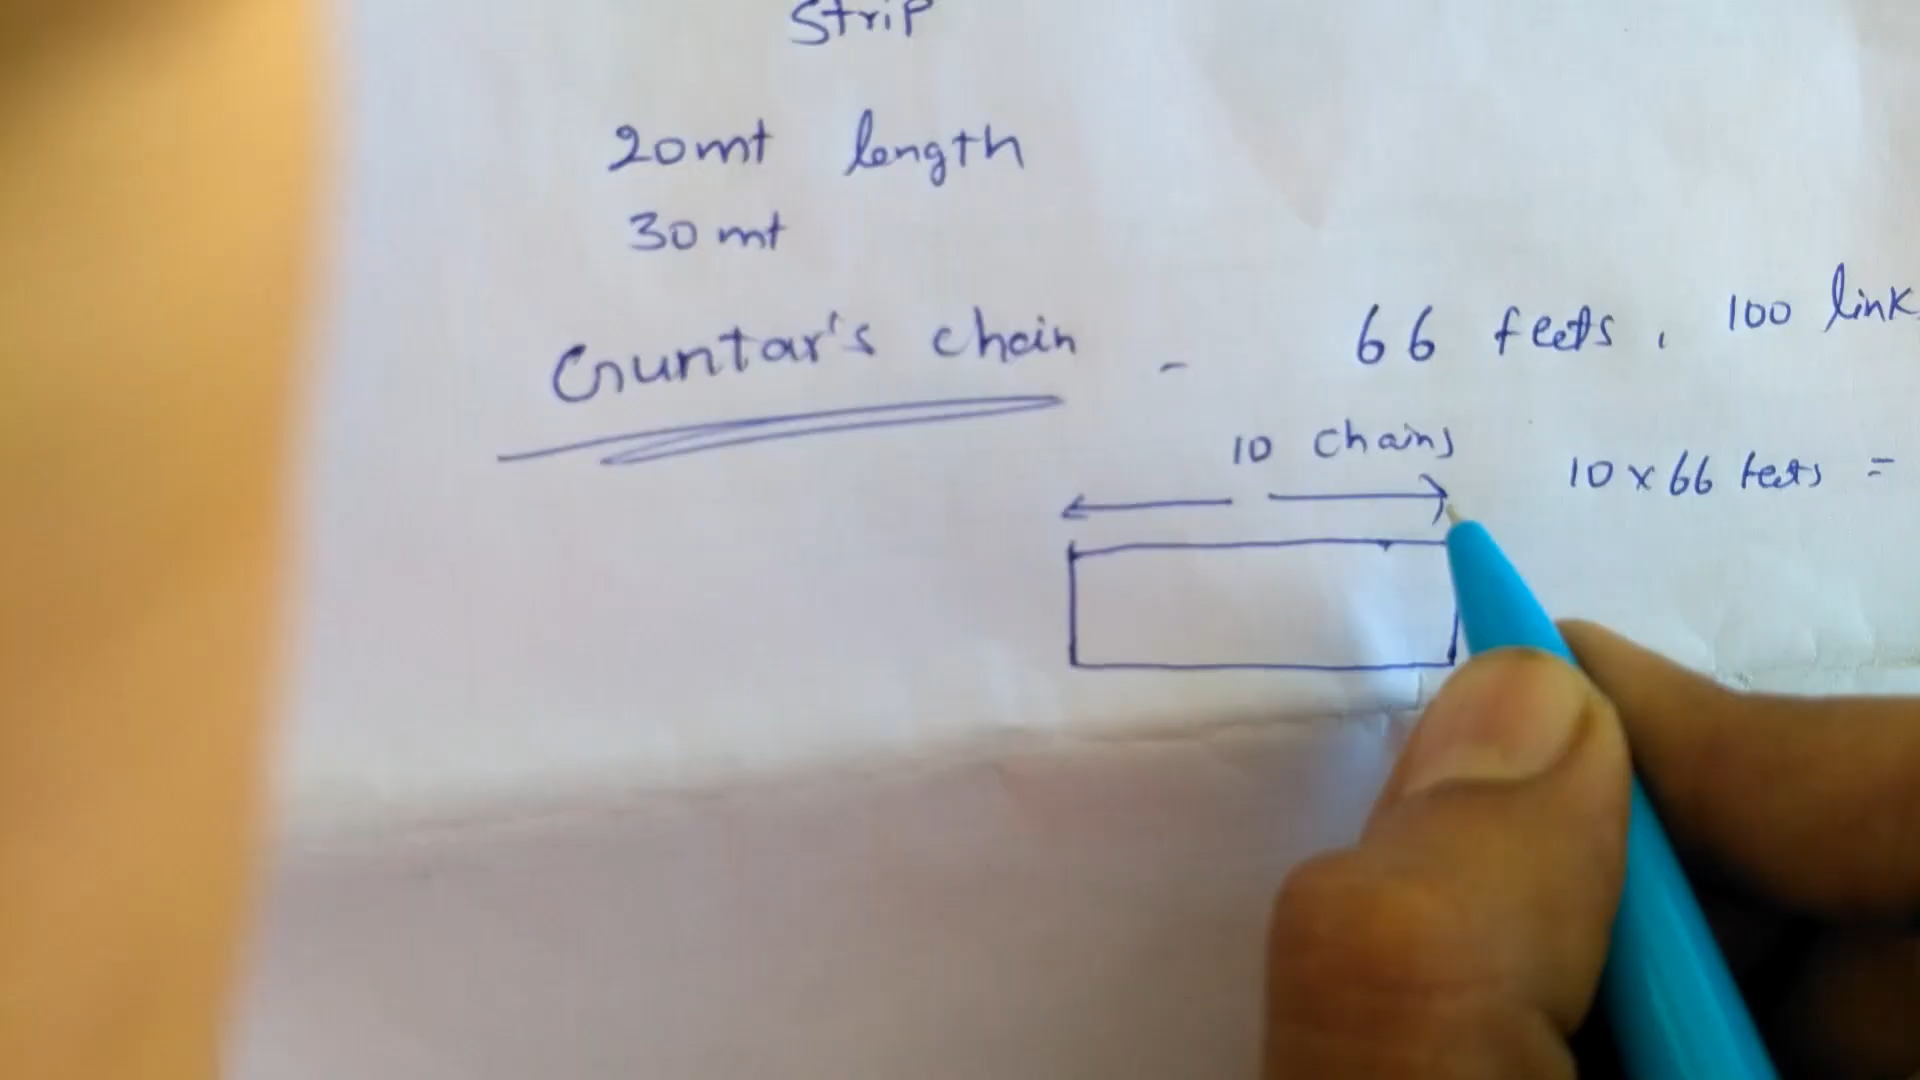 Strip
20mt length
30 mt
Guntar's chain - 66 feets, 100 link
10 chains
10 x 66 feets =